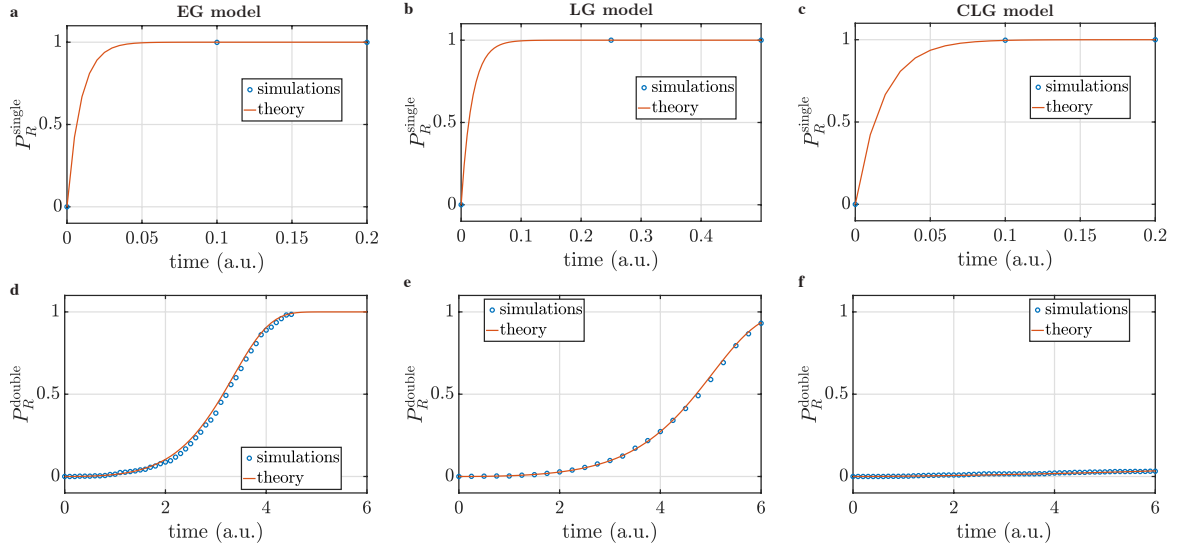 a EG model
1
0.5
0
P_R^single
simulations
theory
0 0.05 0.1 0.15 0.2
time (a.u.)
b LG model
1
0.5
0
P_R^single
simulations
theory
0 0.1 0.2 0.3 0.4
time (a.u.)
c CLG model
1
0.5
0
P_R^single
simulations
theory
0 0.05 0.1 0.15 0.2
time (a.u.)
d
1
0.5
0
P_R^double
simulations
theory
0 2 4 6
time (a.u.)
e
1
0.5
0
P_R^double
simulations
theory
0 2 4 6
time (a.u.)
f
1
0.5
0
P_R^double
simulations
theory
0 2 4 6
time (a.u.)